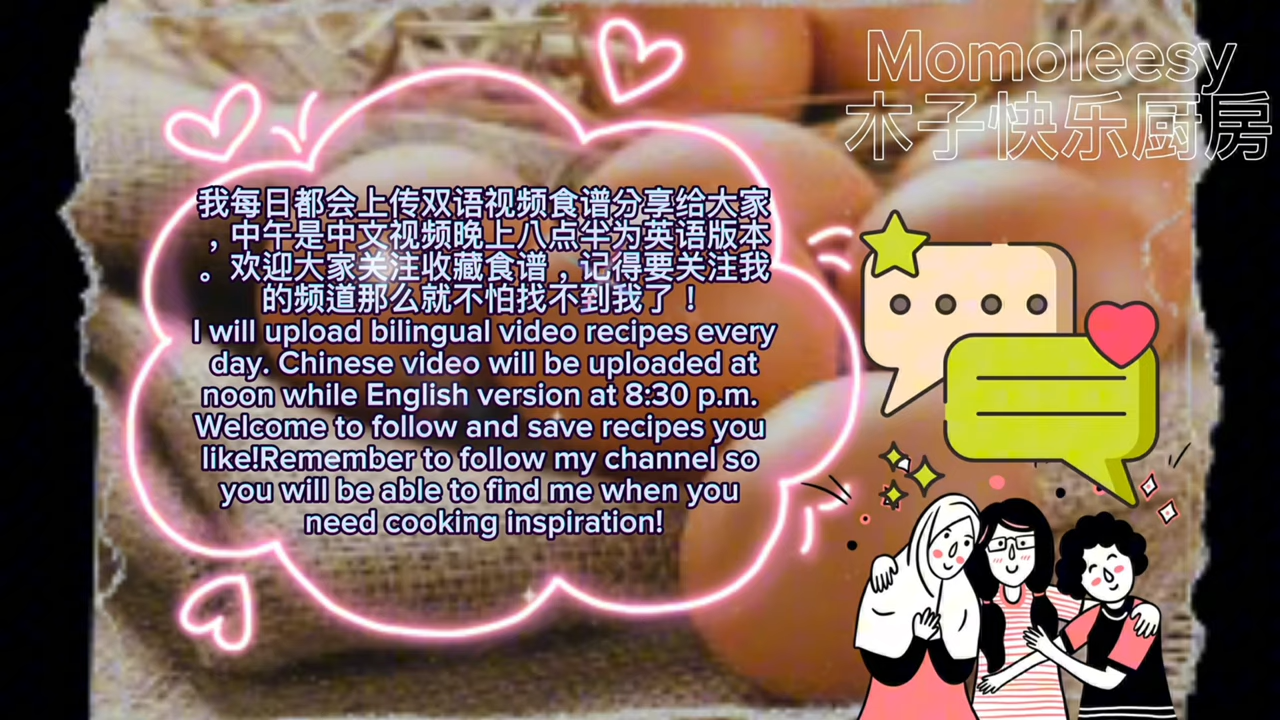 Momoleesy
木子快乐厨房
我每日都会上传双语视频食谱分享给大家
，中午是中文视频晚上八点半为英语版本
。欢迎大家关注收藏食谱，记得要关注我
的频道那么就不怕找不到我了！
I will upload bilingual video recipes every
day. Chinese video will be uploaded at
noon while English version at 8:30 p.m.
Welcome to follow and save recipes you
like!Remember to follow my channel so
you will be able to find me when you
need cooking inspiration!